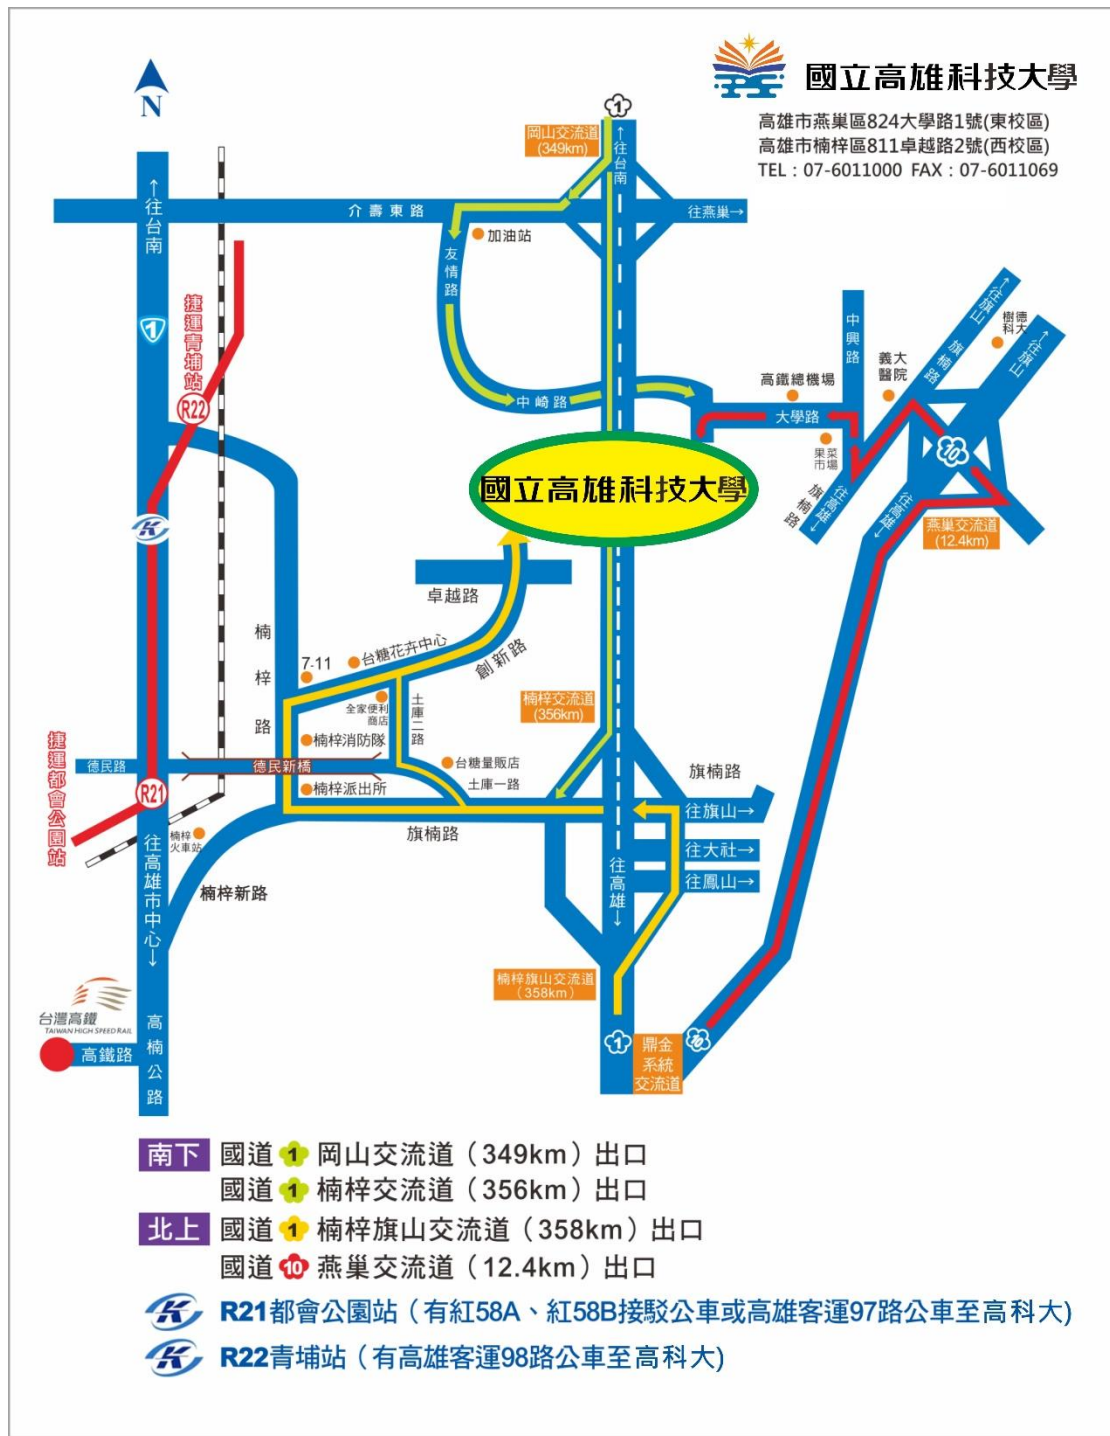 國立高雄科技大學
高雄市燕巢區824大學路1號(東校區)
高雄市楠梓區811卓越路2號(西校區)
TEL：07-6011000 FAX：07-6011069
N
1
岡山交流道
(349km)
←往台南
←往台南
介壽東路
往燕巢→
加油站
友情路
1
捷運青埔站
R22
中崎路
高鐵總機場
中興路
大學路
果菜市場
義大
醫院
←往旗山
旗楠路
樹德科大
←往旗山
10
旗楠路
往高雄→
往高雄→
燕巢交流道
(12.4km)
國立高雄科技大學
卓越路
創新路
楠梓路
7-11
台糖花卉中心
全家便利
商店
土庫二路
楠梓交流道
(356km)
楠梓消防隊
德民路
德民新橋
台糖量販店
土庫一路
捷運都會公園站
R21
楠梓派出所
旗楠路
旗楠路
往旗山→
往大社→
往鳳山→
楠梓
火車站
往高雄市中心→
楠梓新路
往高雄→
楠梓旗山交流道
(358km)
台灣高鐵
TAIWAN HIGH SPEED RAIL
高鐵路
高楠公路
1
鼎金
系統
交流道
10
南下 國道 1 岡山交流道（349km）出口
國道 1 楠梓交流道（356km）出口
北上 國道 1 楠梓旗山交流道（358km）出口
國道 10 燕巢交流道（12.4km）出口
R21都會公園站（有紅58A、紅58B接駁公車或高雄客運97路公車至高科大)
R22青埔站（有高雄客運98路公車至高科大)